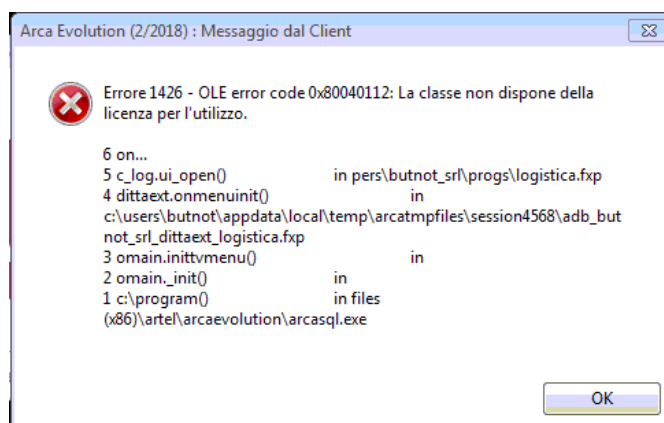 Arca Evolution (2/2018) : Messaggio dal Client
Errore 1426 - OLE error code 0x80040112: La classe non dispone della
licenza per l'utilizzo.
6 on...
5 c_log.ui_open() in pers\butnot_srl\progs\logistica.fxp
4 dittaext.onmenuinit() in
c:\users\butnot\appdata\local\temp\arcatmpfiles\session4568\adb_but
not_srl_dittaext_logistica.fxp
3 omain.inittvmenu() in
2 omain._init() in
1 c:\program() in files
(x86)\artel\arcaevolution\arcasql.exe
OK